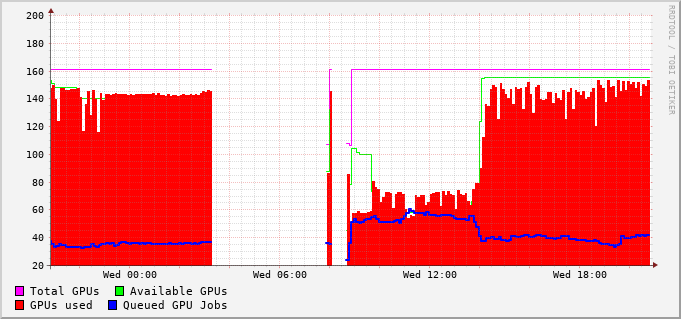 200
180
160
140
120
100
80
60
40
20
Wed 00:00 Wed 06:00 Wed 12:00 Wed 18:00
Total GPUs Available GPUs
GPUs used Queued GPU Jobs
RRDTOOL / TOBI OETIKER